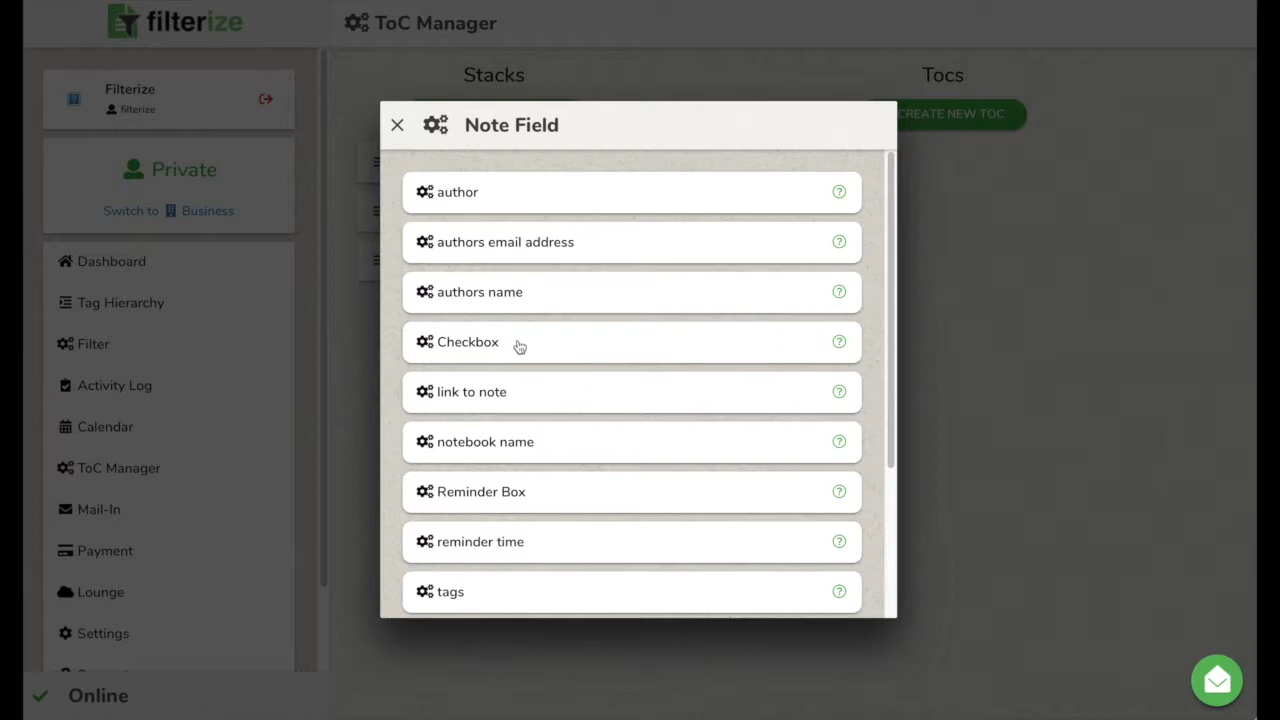 filterize
ToC Manager
Filterize
filterize
Private
Switch to Business
Dashboard
Tag Hierarchy
Filter
Activity Log
Calendar
ToC Manager
Mail-In
Payment
Lounge
Settings
Online
Stacks
Tocs
CREATE NEW TOC
Note Field
author
authors email address
authors name
Checkbox
link to note
notebook name
Reminder Box
reminder time
tags